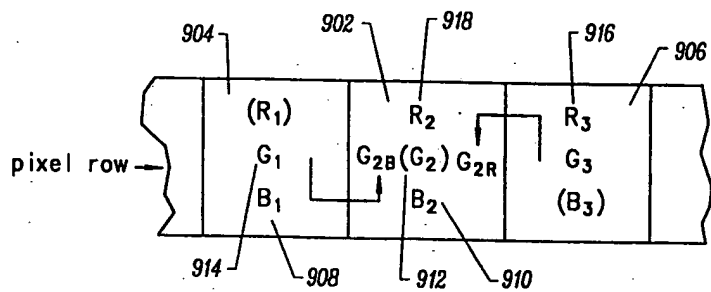 904 902 918 916 906
(R₁) R₂ R₃
pixel row G₁ G₂B(G₂) G₂R G₃
B₁ B₂ (B₃)
914 908 912 910